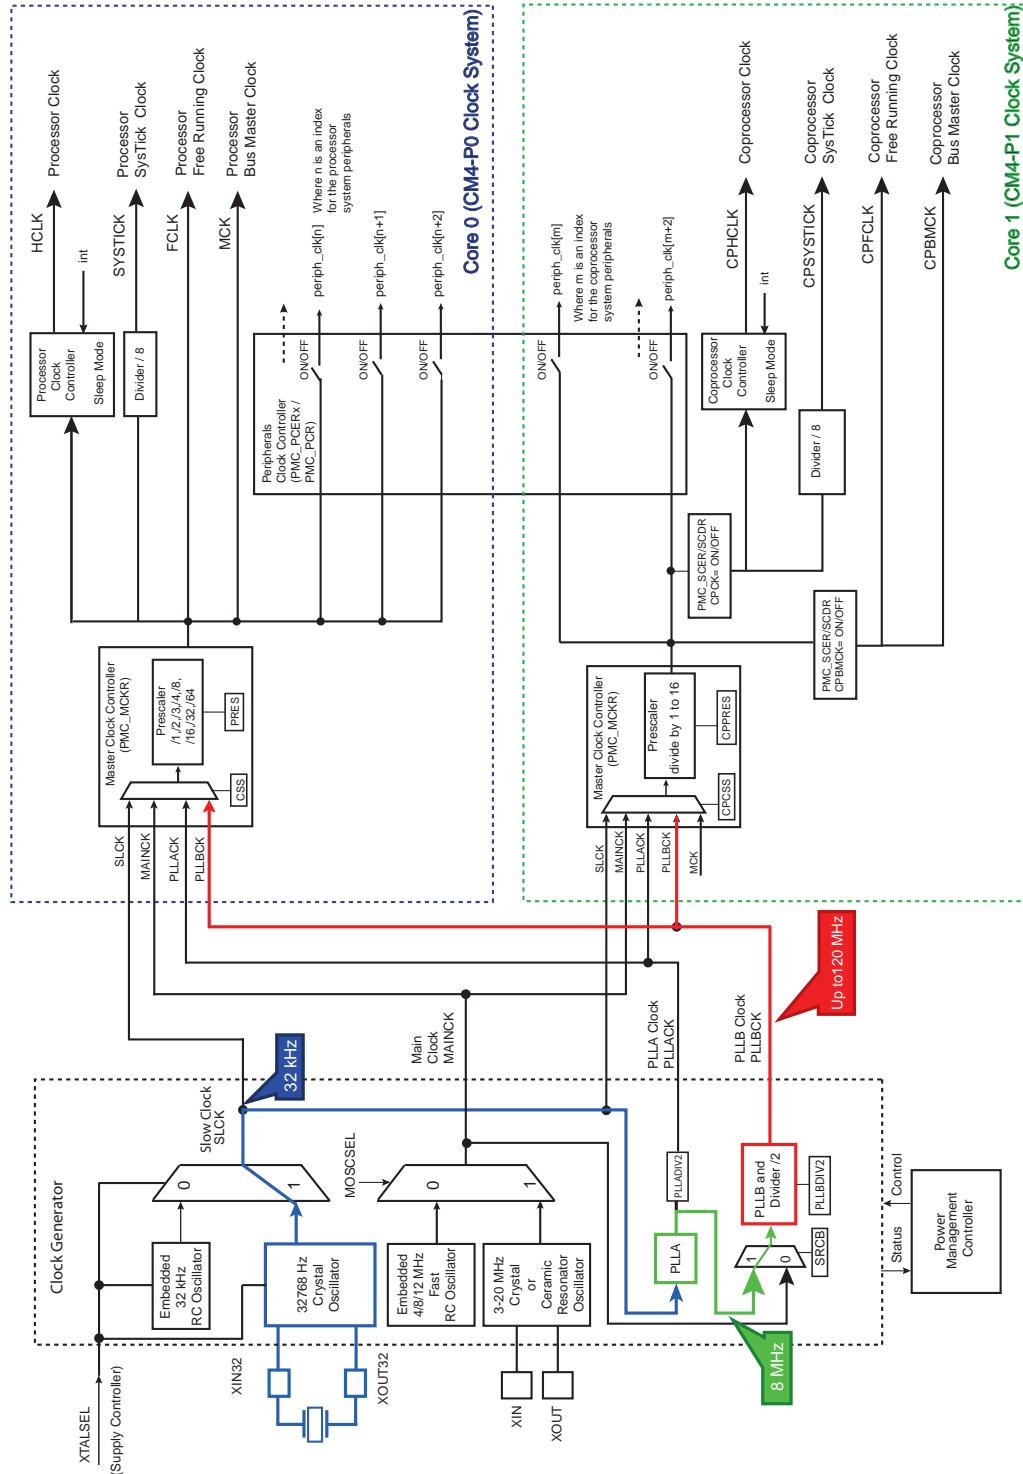 Clock Generator
XTALSEL
(Supply Controller)
Embedded
32 kHz
RC Oscillator
0
1
Slow Clock
SLCK
32 kHz
XIN32
XOUT32
32768 Hz
Crystal
Oscillator
MOSCSEL
Embedded
4/8/12 MHz
Fast
RC Oscillator
0
1
Main
Clock
MAINCK
XIN
XOUT
3-20 MHz
Crystal
or
Ceramic
Resonator
Oscillator
PLLA
PLLADIV2
PLLA Clock
PLLACK
8 MHz
1
0
SRCB
PLLB and
Divider /2
PLLBDIV2
PLLB Clock
PLLBCK
Up to120 MHz
Status
Control
Power
Management
Controller
SLCK
MAINCK
PLLACK
PLLBCK
Master Clock Controller
(PMC_MCKR)
CSS
Prescaler
/1,/2,/3,/4,/8,
/16,/32,/64
PRES
Processor
Clock
Controller
Sleep Mode
int
HCLK
Processor Clock
Divider / 8
SYSTICK
Processor
SysTick Clock
FCLK
Processor
Free Running Clock
MCK
Processor
Bus Master Clock
Peripherals
Clock Controller
(PMC_PCERx /
PMC_PCR)
ON/OFF
ON/OFF
ON/OFF
periph_clk[n]
Where n is an index
for the processor
system peripherals
periph_clk[n+1]
periph_clk[n+2]
Core 0 (CM4-P0 Clock System)
SLCK
MAINCK
PLLACK
PLLBCK
MCK
Master Clock Controller
(PMC_MCKR)
CPCSS
Prescaler
divide by 1 to 16
CPPRES
ON/OFF
ON/OFF
periph_clk[m]
Where m is an index
for the coprocessor
system peripherals
periph_clk[m+2]
PMC_SCER/SCDR
CPCK= ON/OFF
Coprocessor
Clock
Controller
Sleep Mode
int
CPHCLK
Coprocessor Clock
Divider / 8
CPSYSTICK
Coprocessor
SysTick Clock
PMC_SCER/SCDR
CPBMCK= ON/OFF
CPFCLK
Coprocessor
Free Running Clock
CPBMCK
Coprocessor
Bus Master Clock
Core 1 (CM4-P1 Clock System)